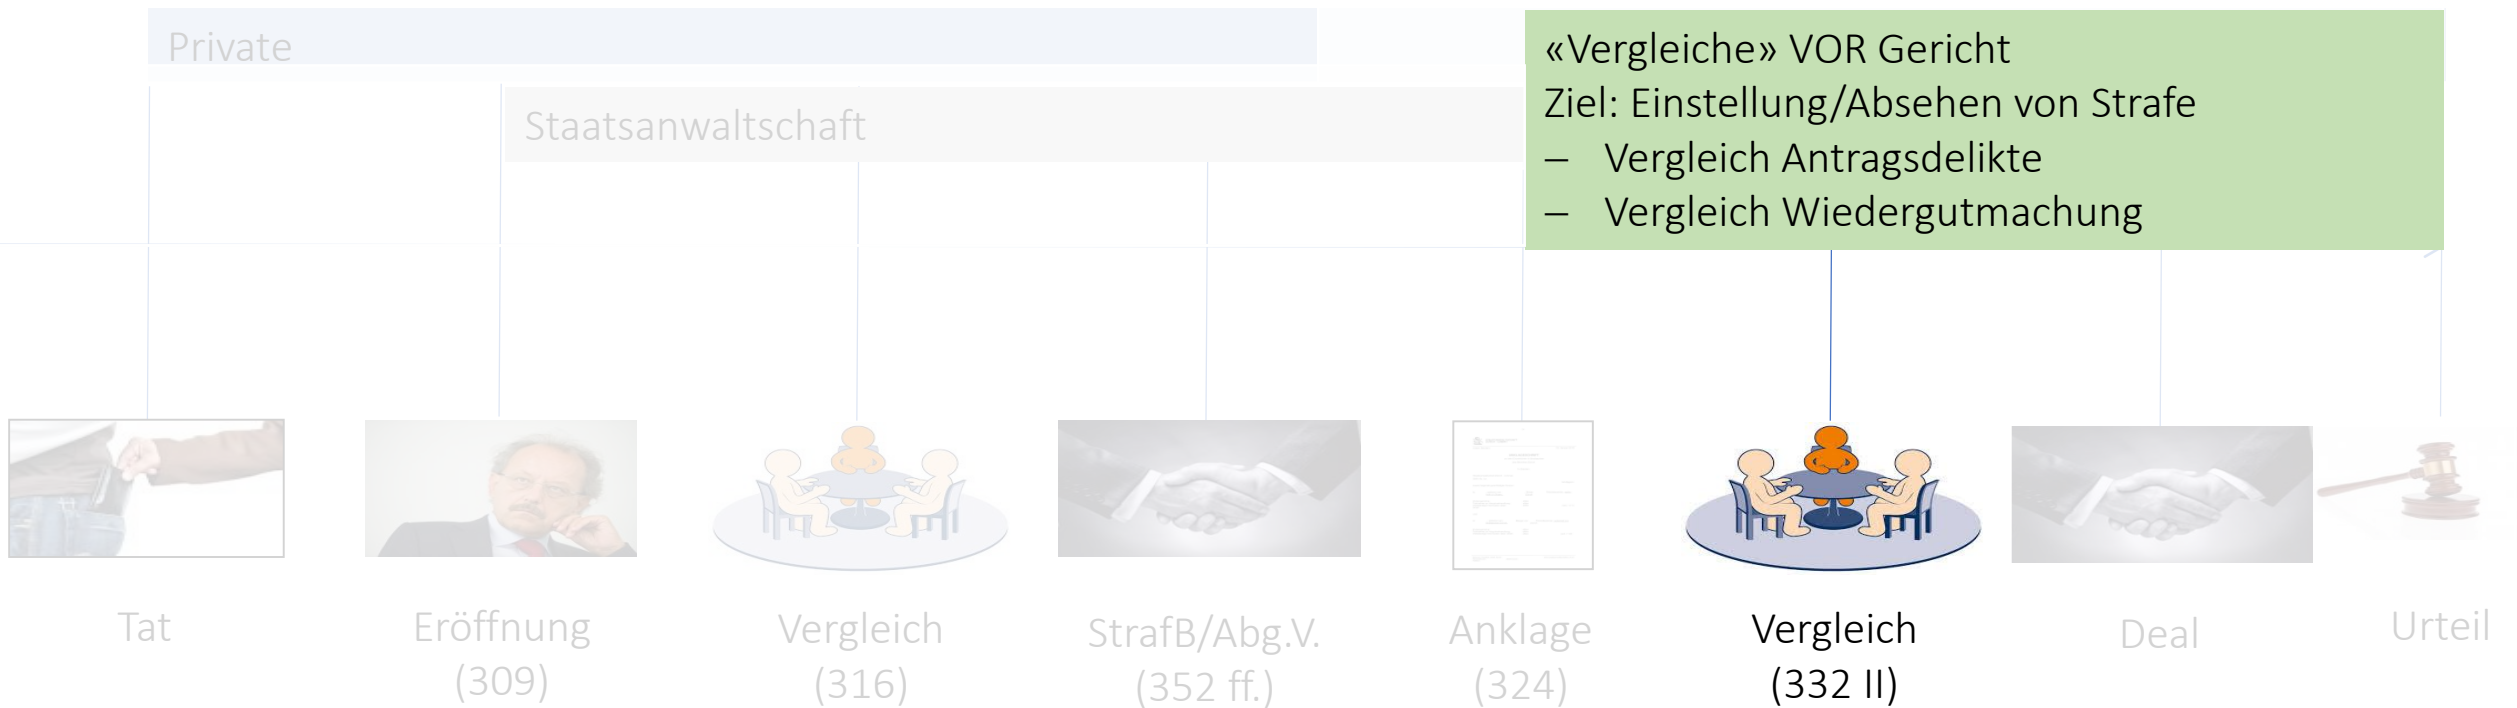 Private
Staatsanwaltschaft
«Vergleiche» VOR Gericht
Ziel: Einstellung/Absehen von Strafe
– Vergleich Antragsdelikte
– Vergleich Wiedergutmachung
Tat
Eröffnung
(309)
Vergleich
(316)
StrafB/Abg.V.
(352 ff.)
Anklage
(324)
Vergleich
(332 II)
Deal
Urteil